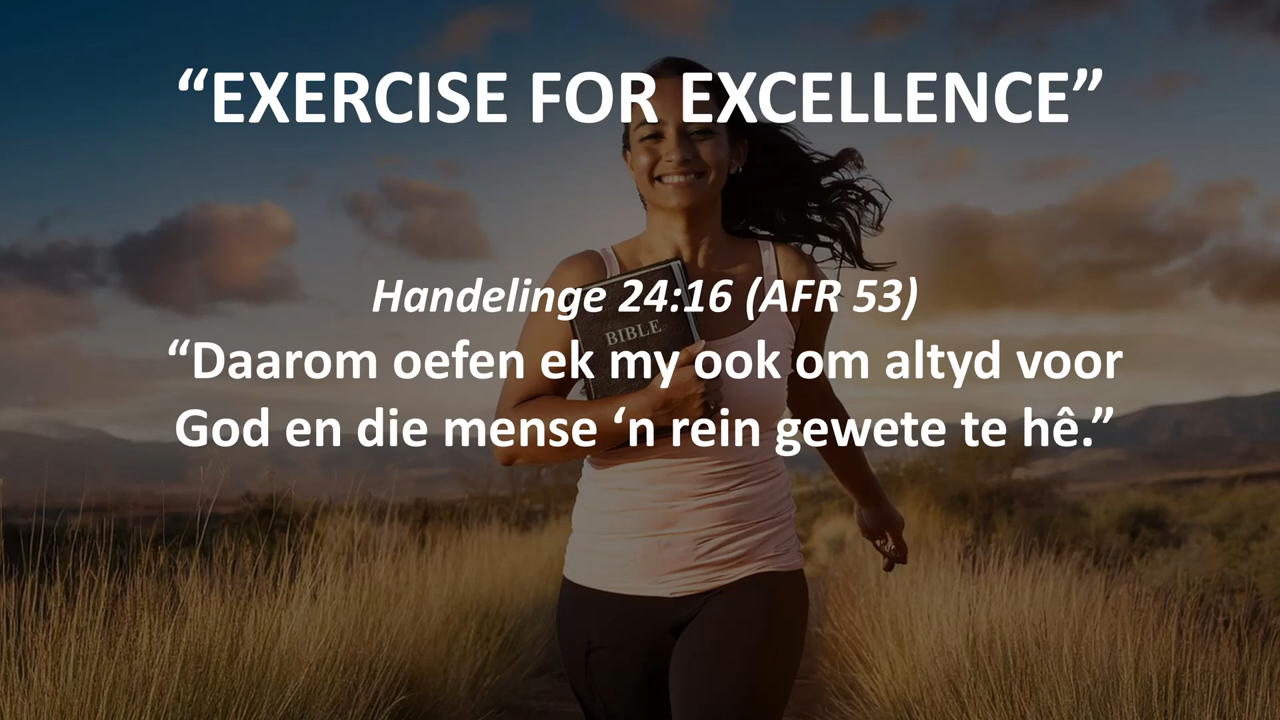 “EXERCISE FOR EXCELLENCE”
Handelinge 24:16 (AFR 53)
BIBLE
“Daarom oefen ek my ook om altyd voor
God en die mense ‘n rein gewete te hê.”